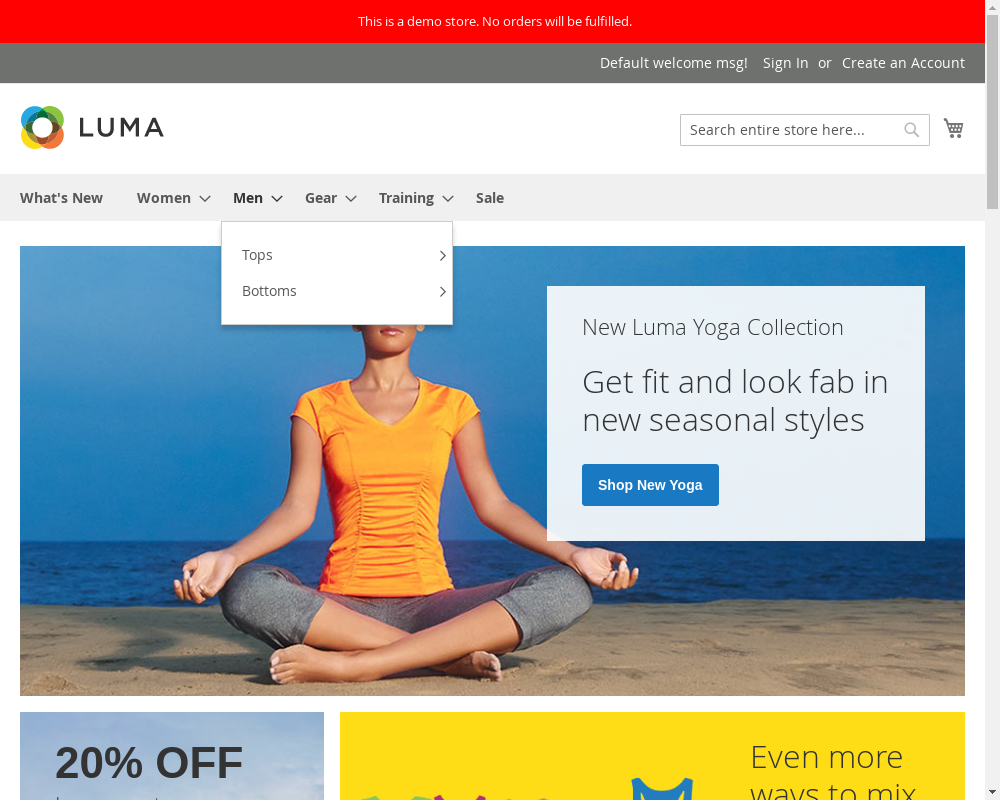 This is a demo store. No orders will be fulfilled.
Default welcome msg! Sign In or Create an Account
LUMA
Search entire store here...
What's New Women Men Gear Training Sale
Tops
Bottoms
New Luma Yoga Collection
Get fit and look fab in
new seasonal styles
Shop New Yoga
20% OFF
Even more
ways to mix